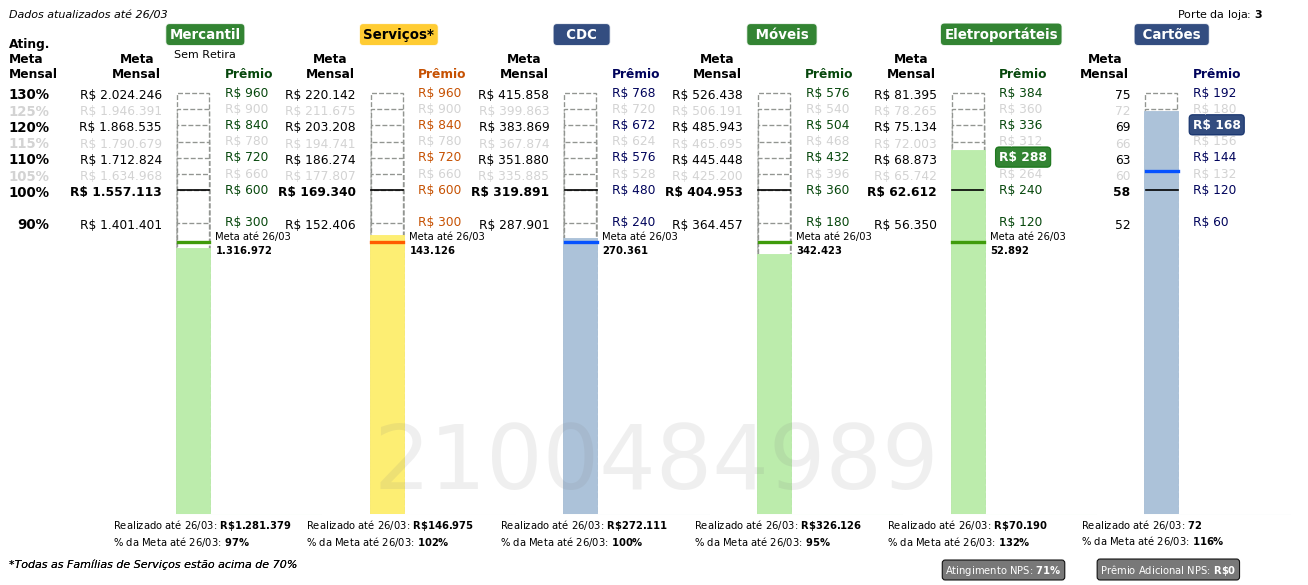 Dados atualizados até 26/03
Porte da loja: 3
Mercantil Serviços* CDC Móveis Eletroportáteis Cartões
Sem Retira
Ating. Meta Mensal
Meta Mensal Prêmio Meta Mensal Prêmio Meta Mensal Prêmio Meta Mensal Prêmio Meta Mensal Prêmio Meta Mensal Prêmio
130% R$ 2.024.246 R$ 960 R$ 220.142 R$ 960 R$ 415.858 R$ 768 R$ 526.438 R$ 576 R$ 81.395 R$ 384 75 R$ 192
125% R$ 1.946.391 R$ 900 R$ 211.675 R$ 900 R$ 399.863 R$ 720 R$ 506.191 R$ 540 R$ 78.265 R$ 360 72 R$ 180
120% R$ 1.868.535 R$ 840 R$ 203.208 R$ 840 R$ 383.869 R$ 672 R$ 485.943 R$ 504 R$ 75.134 R$ 336 69 R$ 168
115% R$ 1.790.679 R$ 780 R$ 194.741 R$ 780 R$ 367.874 R$ 624 R$ 465.695 R$ 468 R$ 72.003 R$ 312 66 R$ 156
110% R$ 1.712.824 R$ 720 R$ 186.274 R$ 720 R$ 351.880 R$ 576 R$ 445.448 R$ 432 R$ 68.873 R$ 288 63 R$ 144
105% R$ 1.634.968 R$ 660 R$ 177.807 R$ 660 R$ 335.885 R$ 528 R$ 425.200 R$ 396 R$ 65.742 R$ 264 60 R$ 132
100% R$ 1.557.113 R$ 600 R$ 169.340 R$ 600 R$ 319.891 R$ 480 R$ 404.953 R$ 360 R$ 62.612 R$ 240 58 R$ 120
90% R$ 1.401.401 R$ 300 R$ 152.406 R$ 300 R$ 287.901 R$ 240 R$ 364.457 R$ 180 R$ 56.350 R$ 120 52 R$ 60
Meta até 26/03 Meta até 26/03 Meta até 26/03 Meta até 26/03 Meta até 26/03
1.316.972 143.126 270.361 342.423 52.892
2100484989
Realizado até 26/03: R$1.281.379 Realizado até 26/03: R$146.975 Realizado até 26/03: R$272.111 Realizado até 26/03: R$326.126 Realizado até 26/03: R$70.190 Realizado até 26/03: 72
% da Meta até 26/03: 97% % da Meta até 26/03: 102% % da Meta até 26/03: 100% % da Meta até 26/03: 95% % da Meta até 26/03: 132% % da Meta até 26/03: 116%
*Todas as Famílias de Serviços estão acima de 70%
Atingimento NPS: 71% Prêmio Adicional NPS: R$0